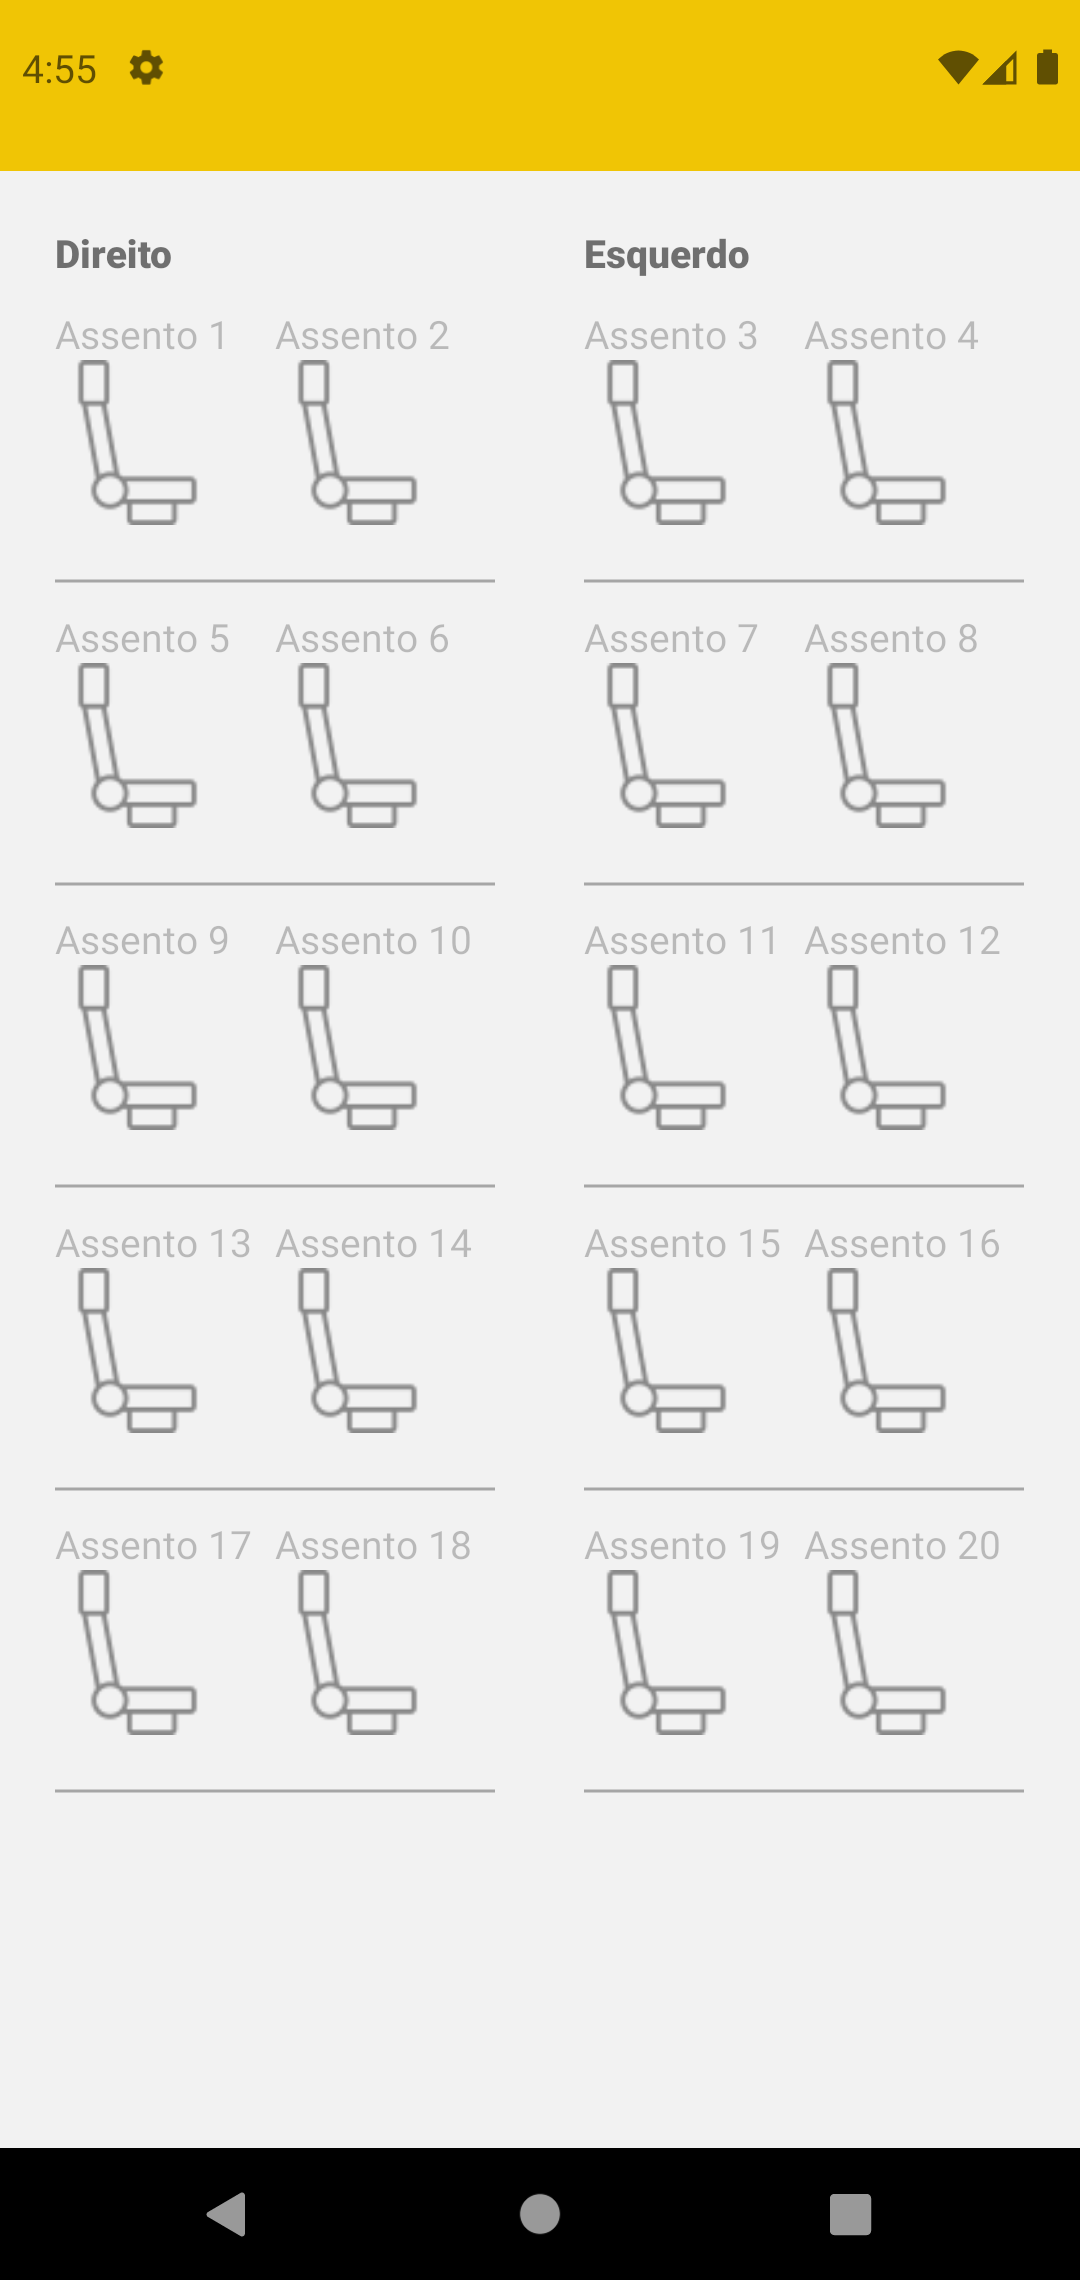 4:55
Direito Esquerdo
Assento 1 Assento 2 Assento 3 Assento 4
Assento 5 Assento 6 Assento 7 Assento 8
Assento 9 Assento 10 Assento 11 Assento 12
Assento 13 Assento 14 Assento 15 Assento 16
Assento 17 Assento 18 Assento 19 Assento 20